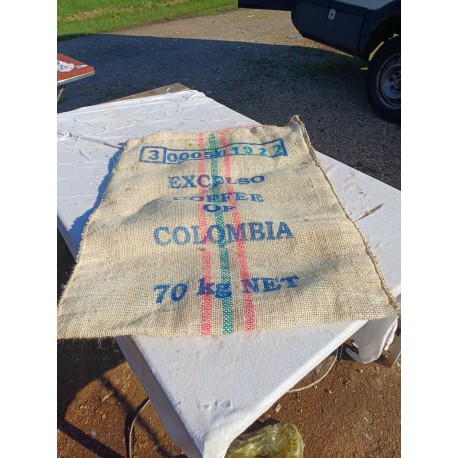 3 0005 1922
EXCELSO
COFFEE
OF
COLOMBIA
70 kg NET